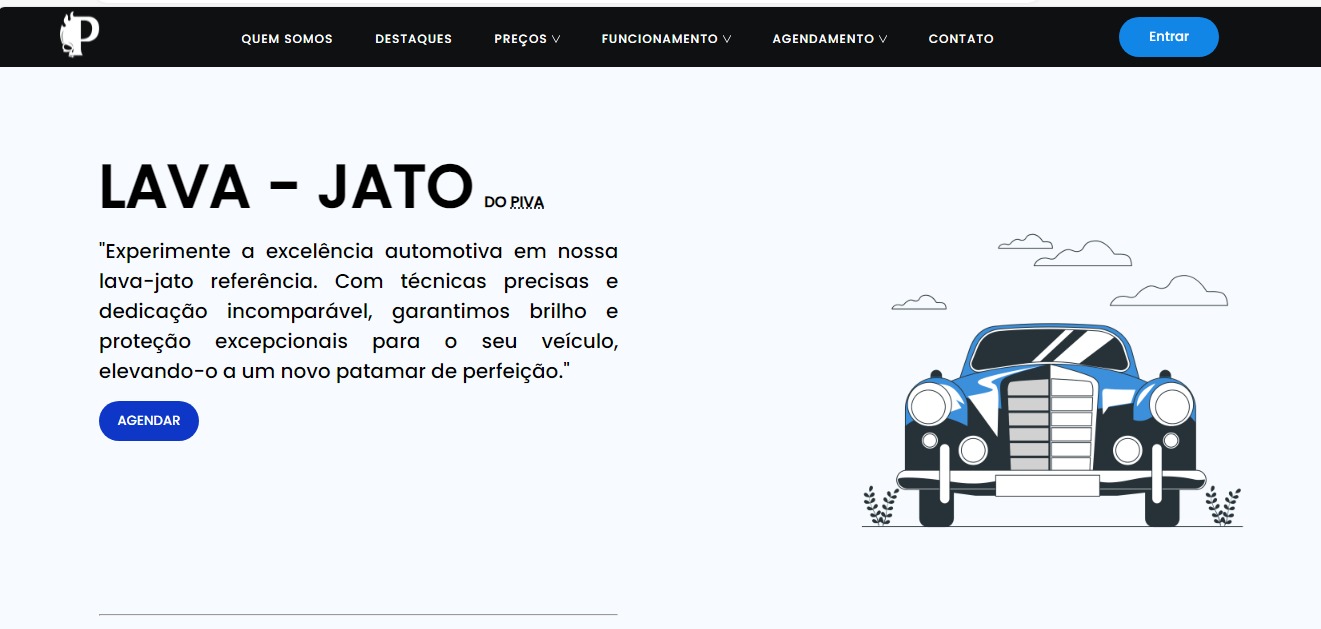 P
QUEM SOMOS DESTAQUES PREÇOS FUNCIONAMENTO AGENDAMENTO CONTATO Entrar
LAVA - JATO DO PIVA
"Experimente a excelência automotiva em nossa
lava-jato referência. Com técnicas precisas e
dedicação incomparável, garantimos brilho e
proteção excepcionais para o seu veículo,
elevando-o a um novo patamar de perfeição."
AGENDAR